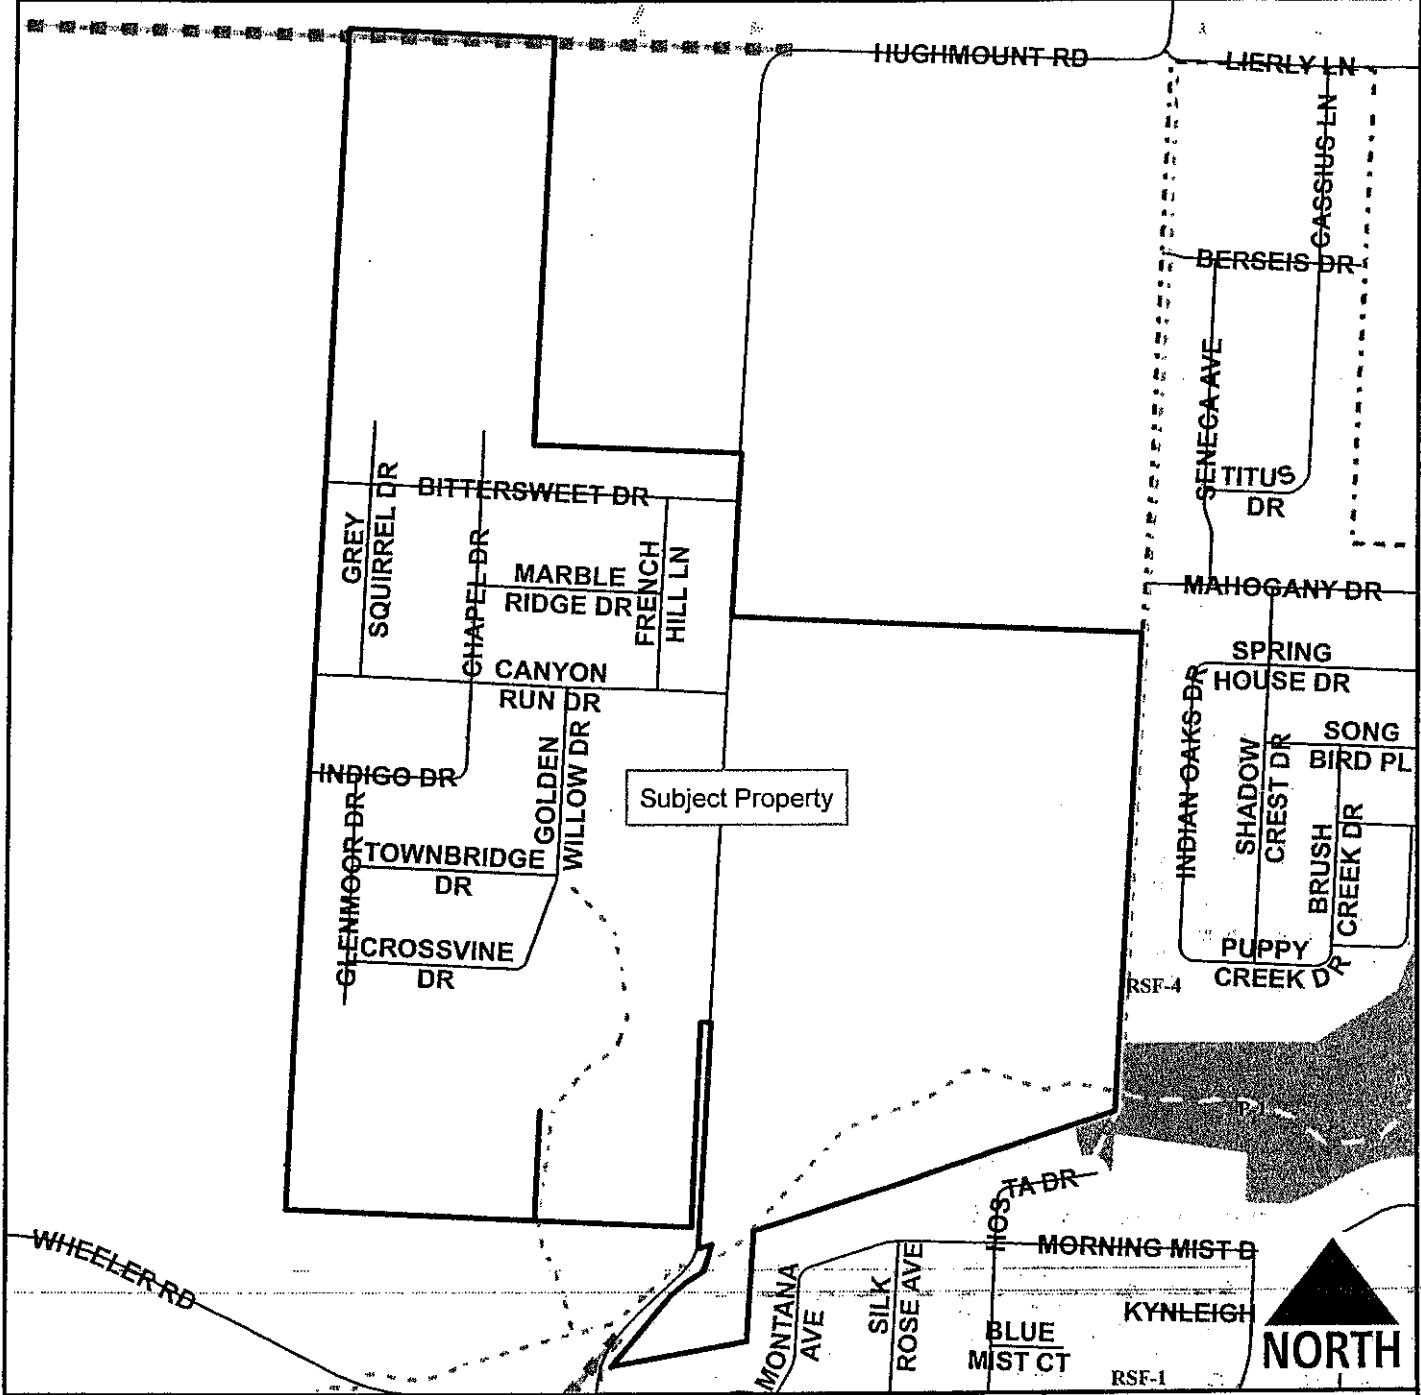 HUGHMOUNT RD
LIERLY LN
CASSIUS LN
BERSEIS DR
SENECA AVE
TITUS
DR
BITTERSWEET DR
GREY
SQUIRREL DR
CHAPEL DR
MARBLE
RIDGE DR
FRENCH
HILL LN
MAHOGANY DR
CANYON
RUN DR
SPRING
HOUSE DR
INDIAN OAKS DR
SHADOW
CREST DR
SONG
BIRD PL
INDIGO DR
GOLDEN
WILLOW DR
Subject Property
GLENMOOR DR
TOWNBRIDGE
DR
BRUSH
CREEK DR
CROSSVINE
DR
PUPPY
CREEK DR
RSF-4
P-1
HOSTA DR
WHEELER RD
MORNING MIST D
MONTANA
AVE
SILK
ROSE AVE
BLUE
MIST CT
KYNLEIGH
RSF-1
NORTH